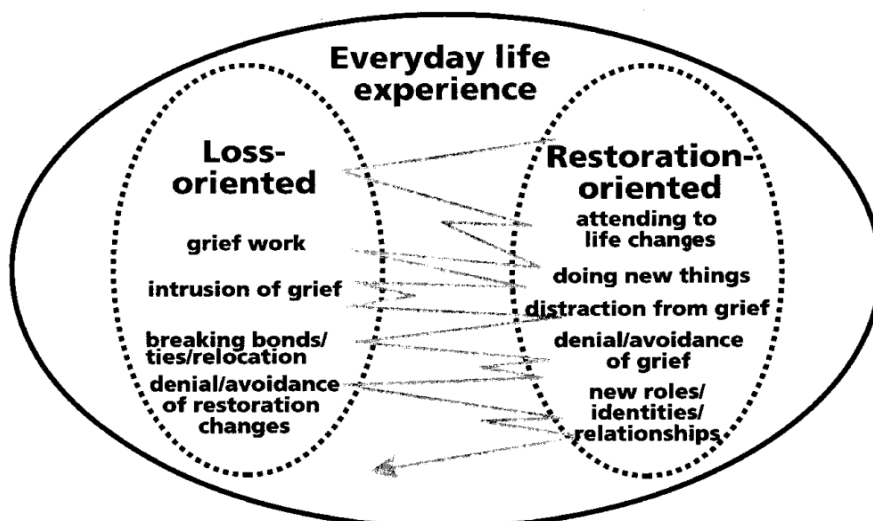 Everyday life
experience
Loss-
oriented
grief work
intrusion of grief
breaking bonds/
ties/relocation
denial/avoidance
of restoration
changes
Restoration-
oriented
attending to
life changes
doing new things
distraction from grief
denial/avoidance
of grief
new roles/
identities/
relationships